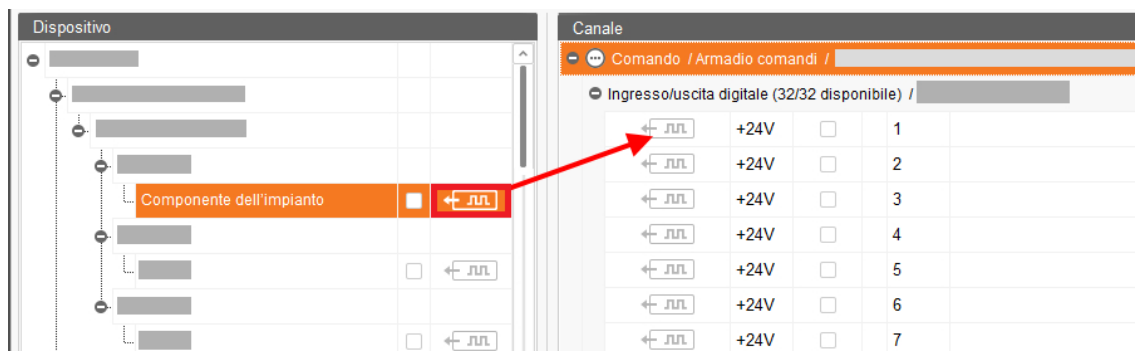 Dispositivo
Componente dell'impianto
Canale
Comando / Armadio comandi /
Ingresso/uscita digitale (32/32 disponibile) /
+24V 1
+24V 2
+24V 3
+24V 4
+24V 5
+24V 6
+24V 7